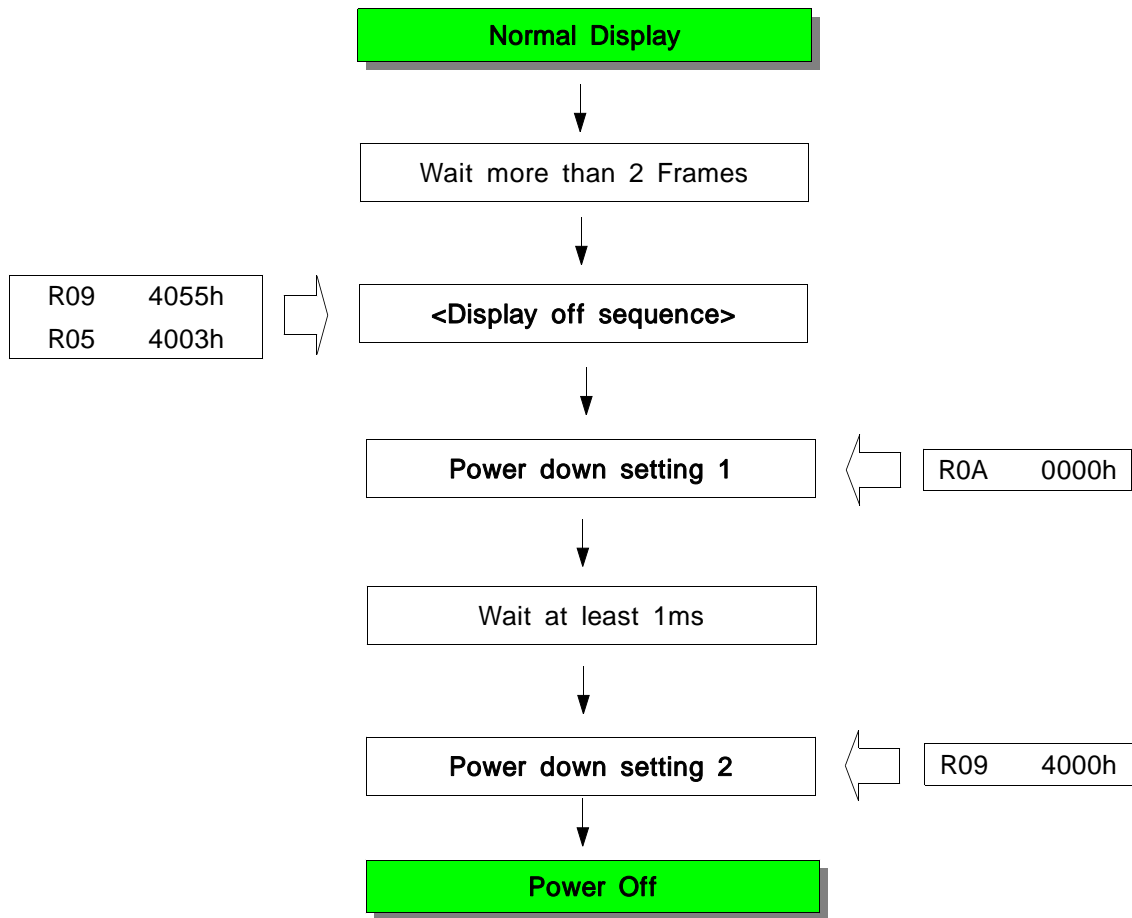 Normal Display
Wait more than 2 Frames
R09 4055h
R05 4003h
<Display off sequence>
Power down setting 1
R0A 0000h
Wait at least 1ms
Power down setting 2
R09 4000h
Power Off